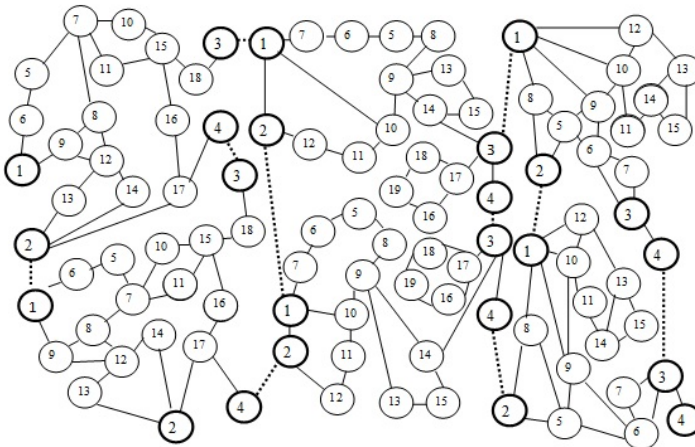 7 10 12
3 1 7 6 5 8 1
15
5 11 18 9 13 10 13
8 9 14
14 15
6 8 16 4 2 10 5 11 15
9 12 12 11 18 3 6
1 3 17 2 7
13 14 17 19 4
5 16 12 3
2 10 15 18 6 8 3 1 4
6 5 7 9 18 17 10
11 19 16 13
1 7 16 1 10 4 11
8 14 8 15
9 12 17 2 11 14 14
9 3
13 4 12 13 15 2 7
2 5 6 4